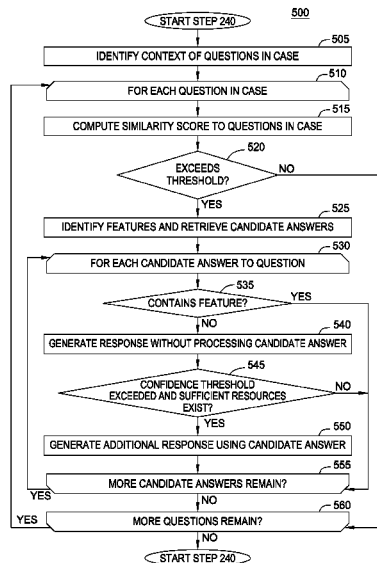 500
START STEP 240
505
IDENTIFY CONTEXT OF QUESTIONS IN CASE
510
FOR EACH QUESTION IN CASE
515
COMPUTE SIMILARITY SCORE TO QUESTIONS IN CASE
520
EXCEEDS
THRESHOLD?
NO
YES
525
IDENTIFY FEATURES AND RETRIEVE CANDIDATE ANSWERS
530
FOR EACH CANDIDATE ANSWER TO QUESTION
535
CONTAINS FEATURE?
YES
NO
540
GENERATE RESPONSE WITHOUT PROCESSING CANDIDATE ANSWER
545
CONFIDENCE THRESHOLD
EXCEEDED AND SUFFICIENT RESOURCES
EXIST?
NO
YES
550
GENERATE ADDITIONAL RESPONSE USING CANDIDATE ANSWER
555
MORE CANDIDATE ANSWERS REMAIN?
YES
NO
560
YES
MORE QUESTIONS REMAIN?
NO
START STEP 240